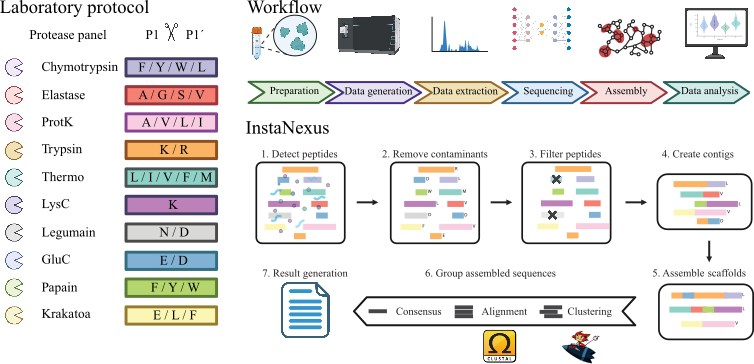 Laboratory protocol
Protease panel P1 P1´
Chymotrypsin F / Y / W / L
Elastase A / G / S / V
ProtK A / V / L / I
Trypsin K / R
Thermo L / I / V / F / M
LysC K
Legumain N / D
GluC E / D
Papain F / Y / W
Krakatoa E / L / F
Workflow
Preparation Data generation Data extraction Sequencing Assembly Data analysis
InstaNexus
1. Detect peptides 2. Remove contaminants 3. Filter peptides 4. Create contigs
7. Result generation 6. Group assembled sequences 5. Assemble scaffolds
Consensus Alignment Clustering
Ω
CLUSTAL